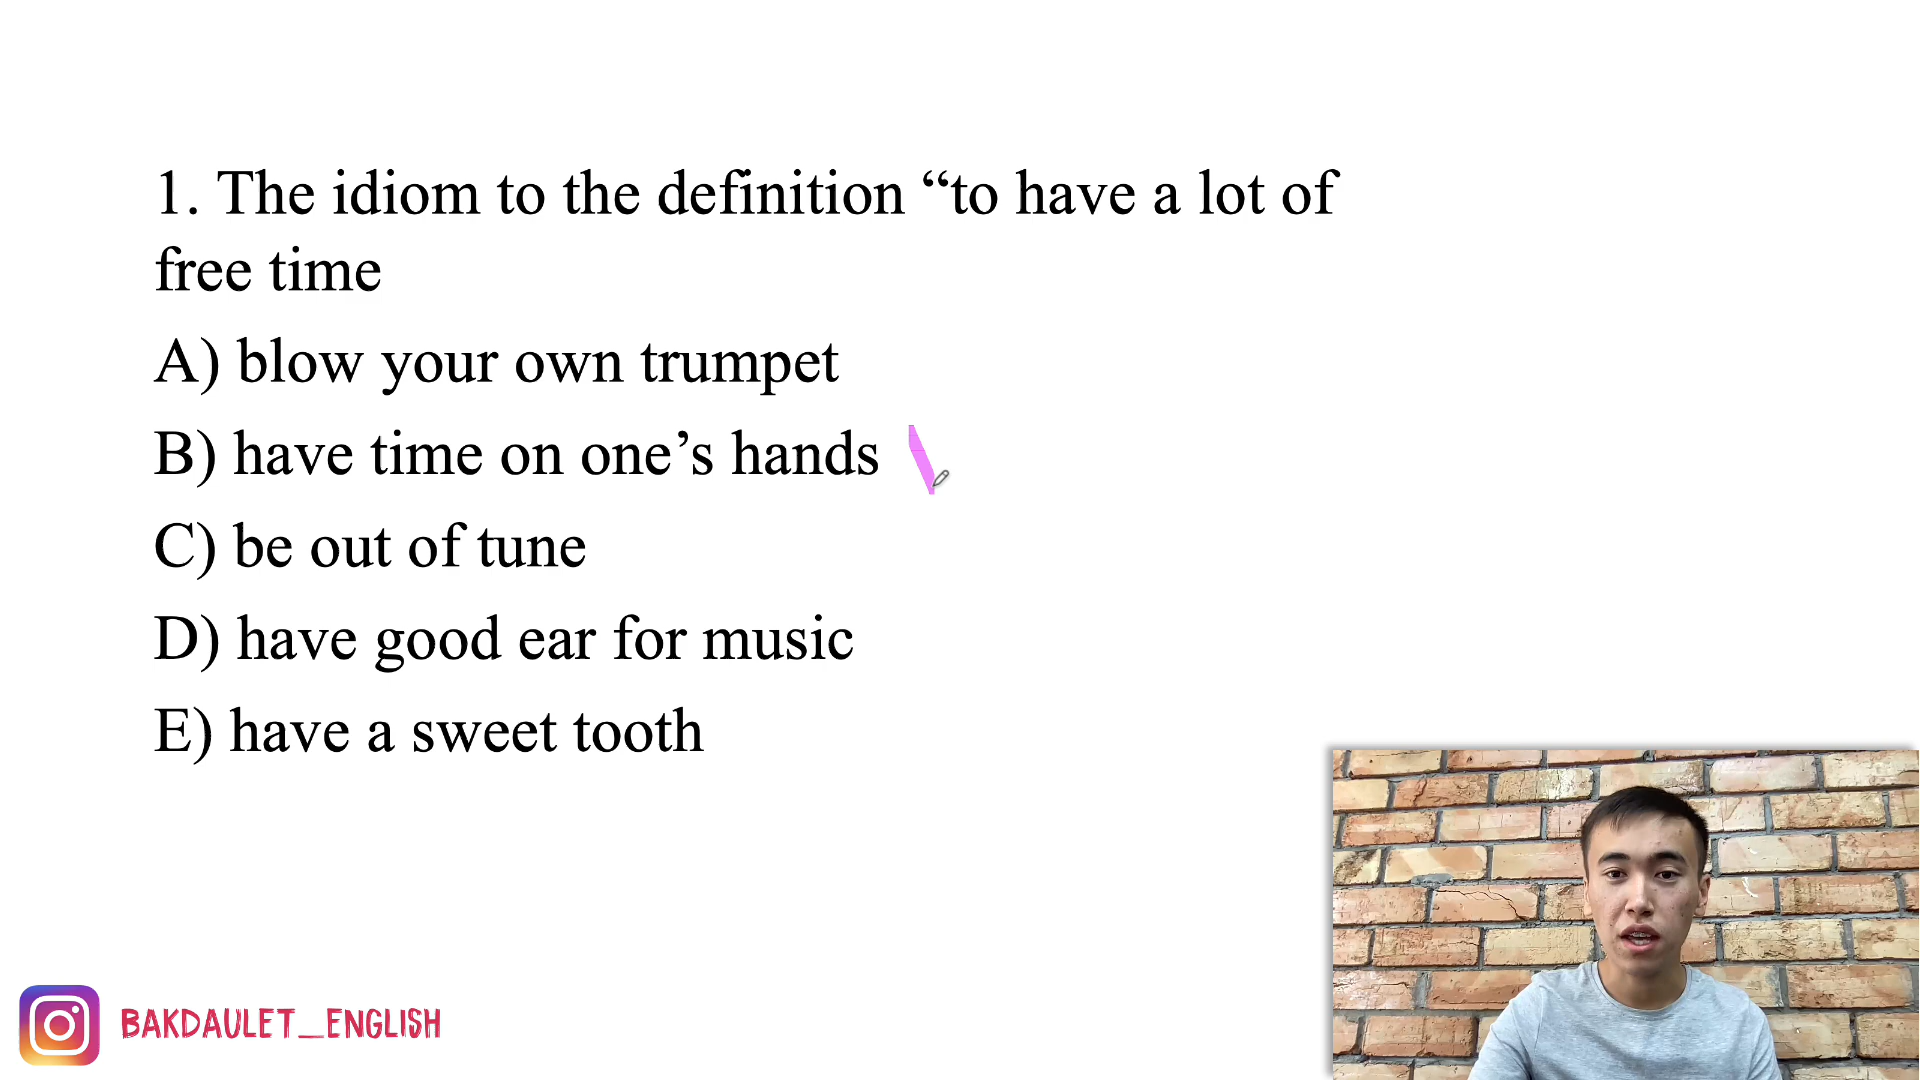 1. The idiom to the definition “to have a lot of
free time
A) blow your own trumpet
B) have time on one’s hands
C) be out of tune
D) have good ear for music
E) have a sweet tooth
BAKDAULET_ENGLISH